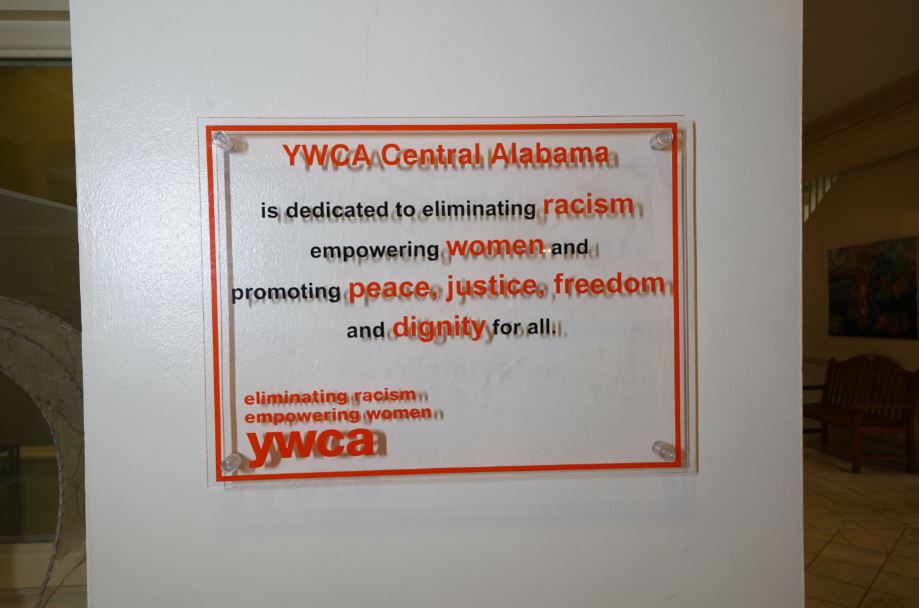 YWCA Central Alabama
is dedicated to eliminating racism
empowering women and
promoting peace, justice, freedom
and dignity for all.
eliminating racism
empowering women
ywca